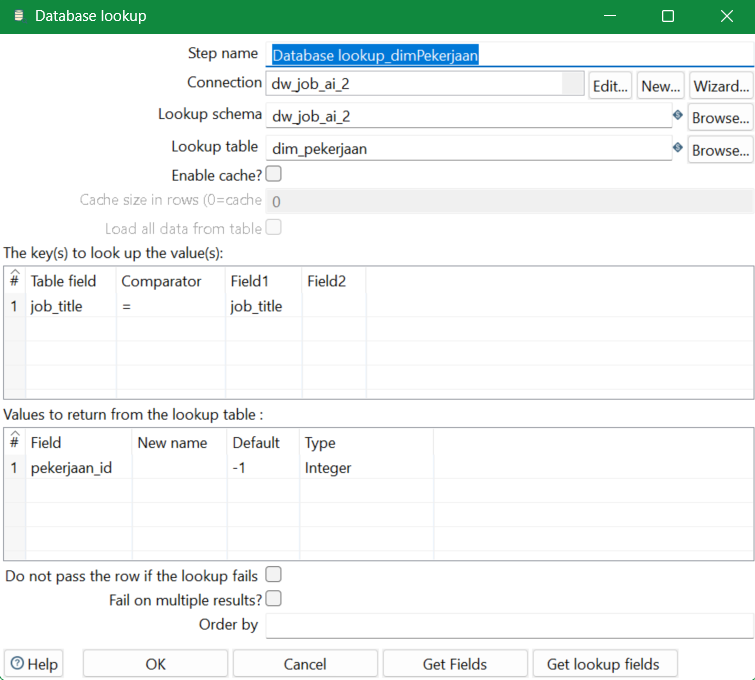 Database lookup
Step name Database lookup_dimPekerjaan
Connection dw_job_ai_2 Edit... New... Wizard...
Lookup schema dw_job_ai_2 Browse...
Lookup table dim_pekerjaan Browse...
Enable cache?
Cache size in rows (0=cache 0
Load all data from table
The key(s) to look up the value(s):
# Table field Comparator Field1 Field2
1 job_title = job_title
Values to return from the lookup table :
# Field New name Default Type
1 pekerjaan_id -1 Integer
Do not pass the row if the lookup fails
Fail on multiple results?
Order by
Help OK Cancel Get Fields Get lookup fields